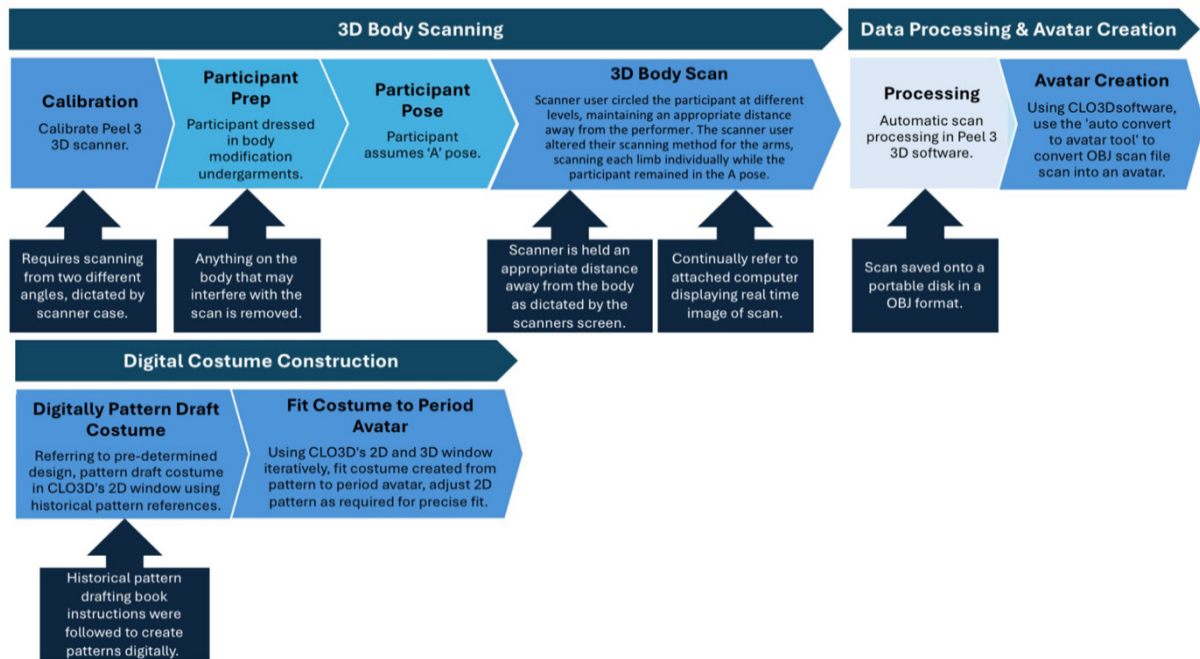 3D Body Scanning
Data Processing & Avatar Creation
Calibration
Calibrate Peel 3
3D scanner.
Participant
Prep
Participant dressed
in body
modification
undergarments.
Participant
Pose
Participant
assumes ‘A’ pose.
3D Body Scan
Scanner user circled the participant at different
levels, maintaining an appropriate distance
away from the performer. The scanner user
altered their scanning method for the arms,
scanning each limb individually while the
participant remained in the A pose.
Processing
Automatic scan
processing in Peel 3
3D software.
Avatar Creation
Using CLO3Dsoftware,
use the 'auto convert
to avatar tool' to
convert OBJ scan file
scan into an avatar.
Requires scanning
from two different
angles, dictated by
scanner case.
Anything on the
body that may
interfere with the
scan is removed.
Scanner is held an
appropriate distance
away from the body
as dictated by the
scanners screen.
Continually refer to
attached computer
displaying real time
image of scan.
Scan saved onto a
portable disk in a
OBJ format.
Digital Costume Construction
Digitally Pattern Draft
Costume
Referring to pre-determined
design, pattern draft costume
in CLO3D's 2D window using
historical pattern references.
Fit Costume to Period
Avatar
Using CLO3D's 2D and 3D window
iteratively, fit costume created from
pattern to period avatar, adjust 2D
pattern as required for precise fit.
Historical pattern
drafting book
instructions were
followed to create
patterns digitally.